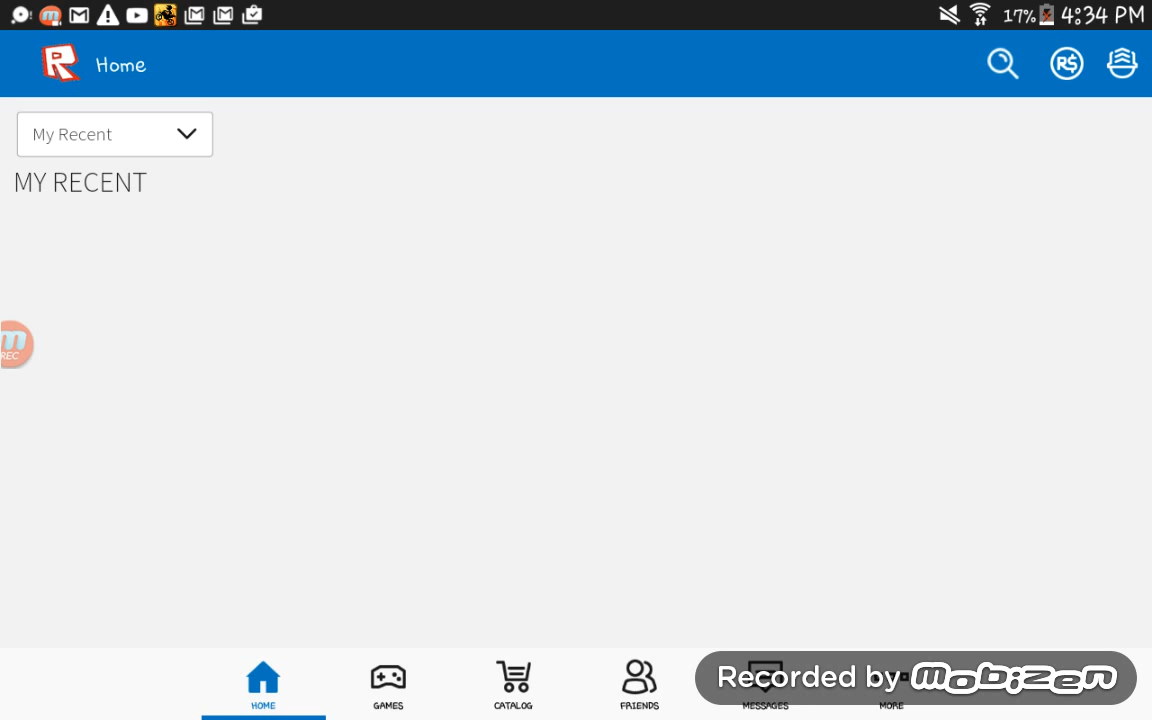 17% 4:34 PM
Home
R$
My Recent
MY RECENT
REC
HOME GAMES CATALOG FRIENDS MESSAGES MORE
Recorded by mobizen